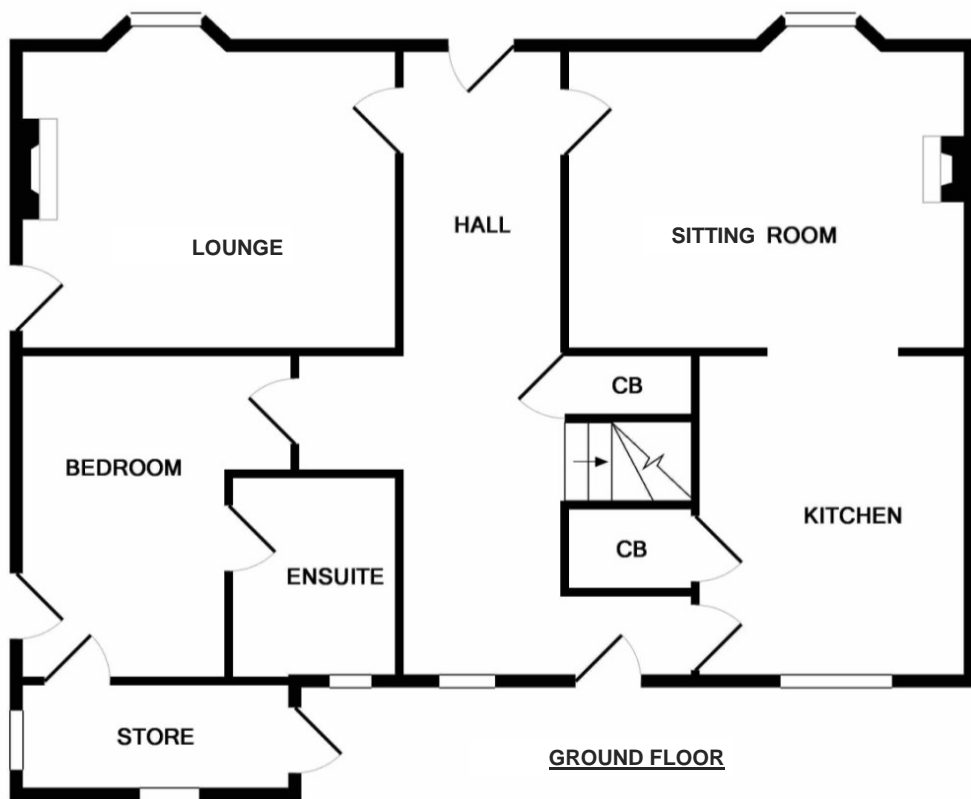 HALL
LOUNGE
SITTING ROOM
CB
BEDROOM
KITCHEN
CB
ENSUITE
STORE
GROUND FLOOR